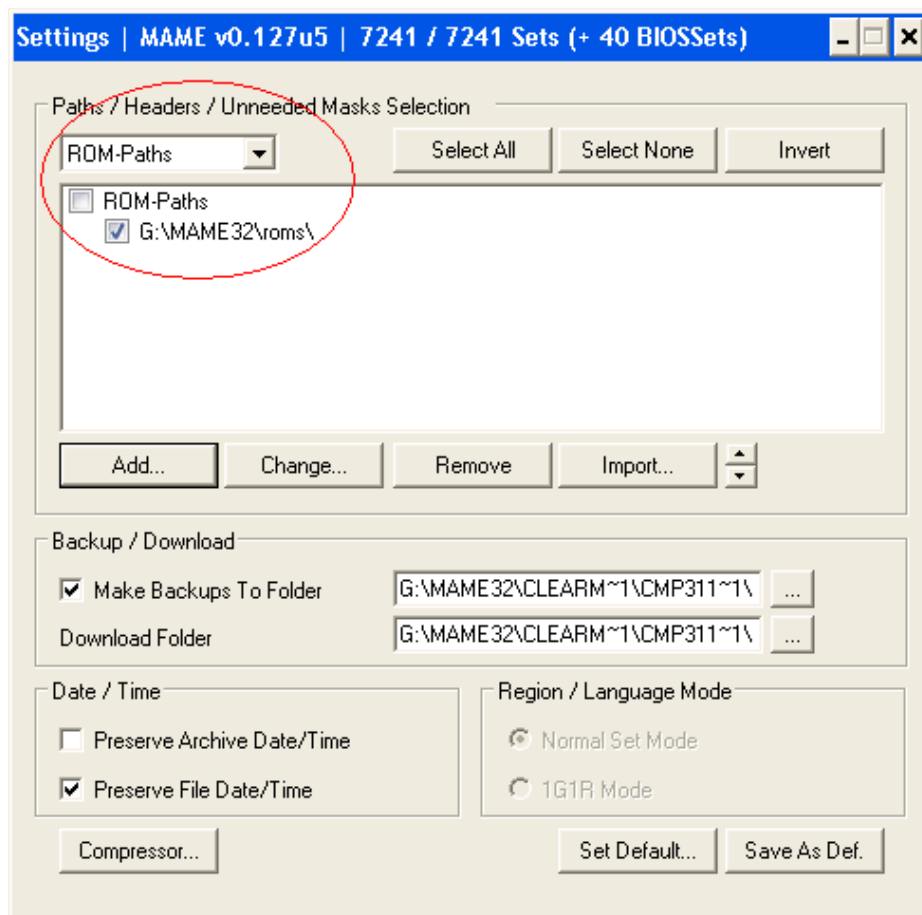 Settings | MAME v0.127u5 | 7241 / 7241 Sets (+ 40 BIOSSets)
Paths / Headers / Unneeded Masks Selection
ROM-Paths
Select All
Select None
Invert
ROM-Paths
G:\MAME32\roms\
Add...
Change...
Remove
Import...
Backup / Download
Make Backups To Folder
G:\MAME32\CLEARM~1\CMP311~1\
...
Download Folder
G:\MAME32\CLEARM~1\CMP311~1\
...
Date / Time
Preserve Archive Date/Time
Preserve File Date/Time
Region / Language Mode
Normal Set Mode
1G1R Mode
Compressor...
Set Default...
Save As Def.